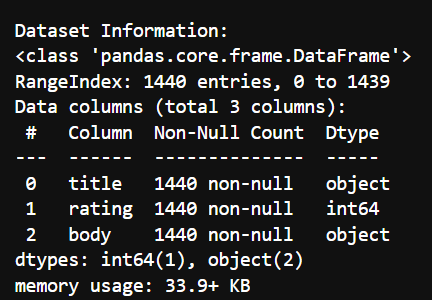 Dataset Information:
<class 'pandas.core.frame.DataFrame'>
RangeIndex: 1440 entries, 0 to 1439
Data columns (total 3 columns):
 #   Column  Non-Null Count  Dtype
---  ------  --------------  -----
 0   title   1440 non-null   object
 1   rating  1440 non-null   int64
 2   body    1440 non-null   object
dtypes: int64(1), object(2)
memory usage: 33.9+ KB